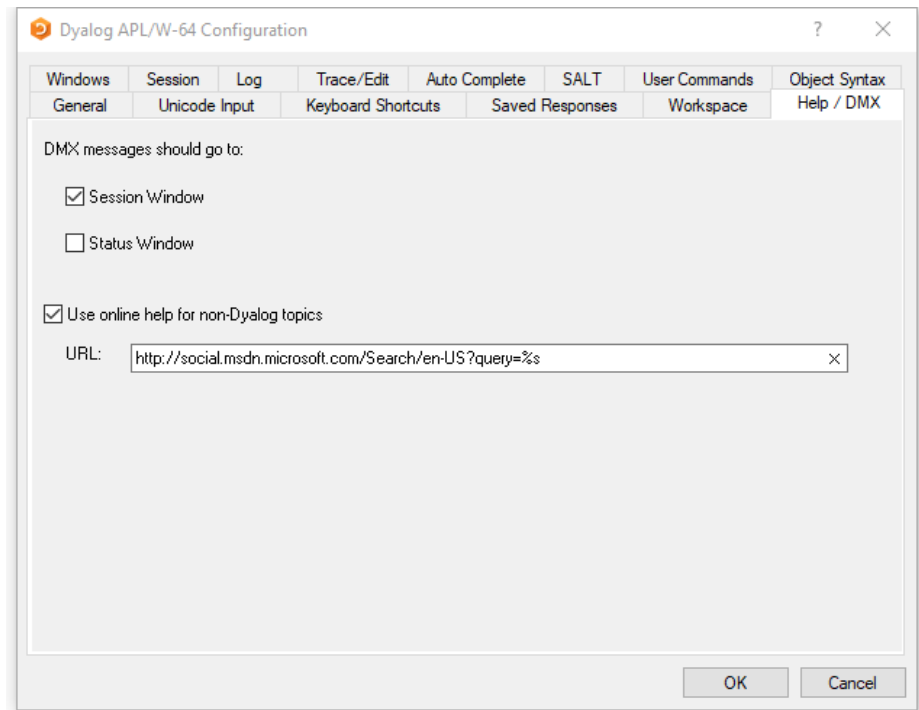 Dyalog APL/W-64 Configuration
Windows Session Log Trace/Edit Auto Complete SALT User Commands Object Syntax
General Unicode Input Keyboard Shortcuts Saved Responses Workspace Help / DMX
DMX messages should go to:
Session Window
Status Window
Use online help for non-Dyalog topics
URL: http://social.msdn.microsoft.com/Search/en-US?query=%s
OK Cancel